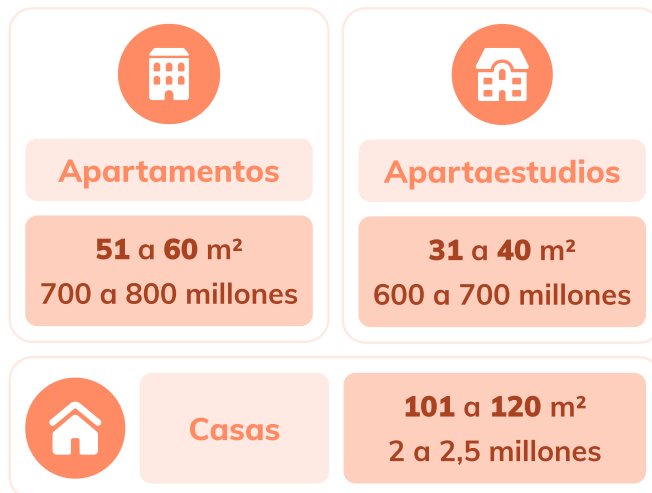 Apartamentos
51 a 60 m²
700 a 800 millones
Apartaestudios
31 a 40 m²
600 a 700 millones
Casas
101 a 120 m²
2 a 2,5 millones